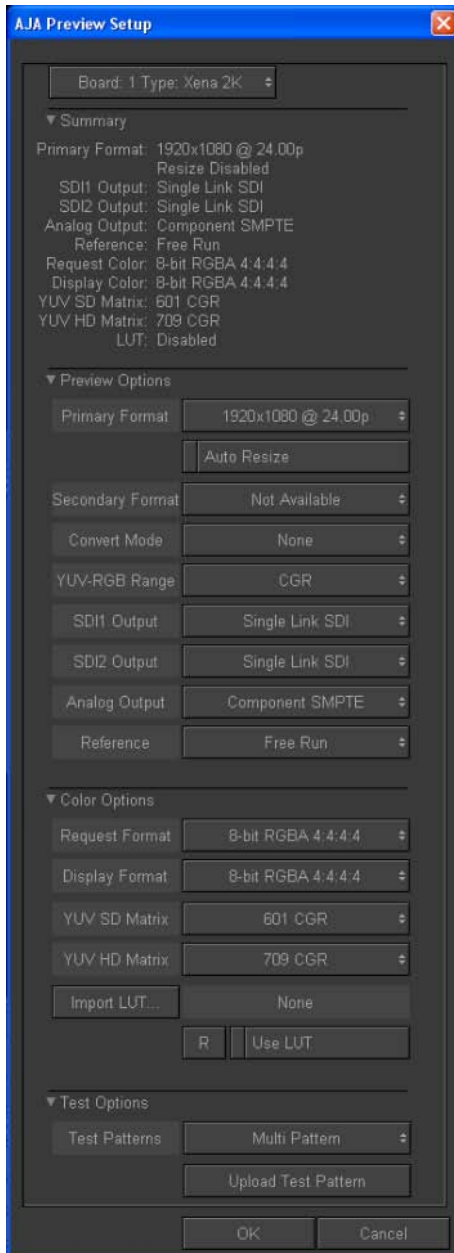 AJA Preview Setup
Board: 1 Type: Xena 2K
Summary
Primary Format: 1920x1080 @ 24.00p
Resize Disabled
SDI1 Output: Single Link SDI
SDI2 Output: Single Link SDI
Analog Output: Component SMPTE
Reference: Free Run
Request Color: 8-bit RGBA 4:4:4:4
Display Color: 8-bit RGBA 4:4:4:4
YUV SD Matrix: 601 CGR
YUV HD Matrix: 709 CGR
LUT: Disabled
Preview Options
Primary Format 1920x1080 @ 24.00p
Auto Resize
Secondary Format Not Available
Convert Mode None
YUV-RGB Range CGR
SDI1 Output Single Link SDI
SDI2 Output Single Link SDI
Analog Output Component SMPTE
Reference Free Run
Color Options
Request Format 8-bit RGBA 4:4:4:4
Display Format 8-bit RGBA 4:4:4:4
YUV SD Matrix 601 CGR
YUV HD Matrix 709 CGR
Import LUT... None
R Use LUT
Test Options
Test Patterns Multi Pattern
Upload Test Pattern
OK Cancel